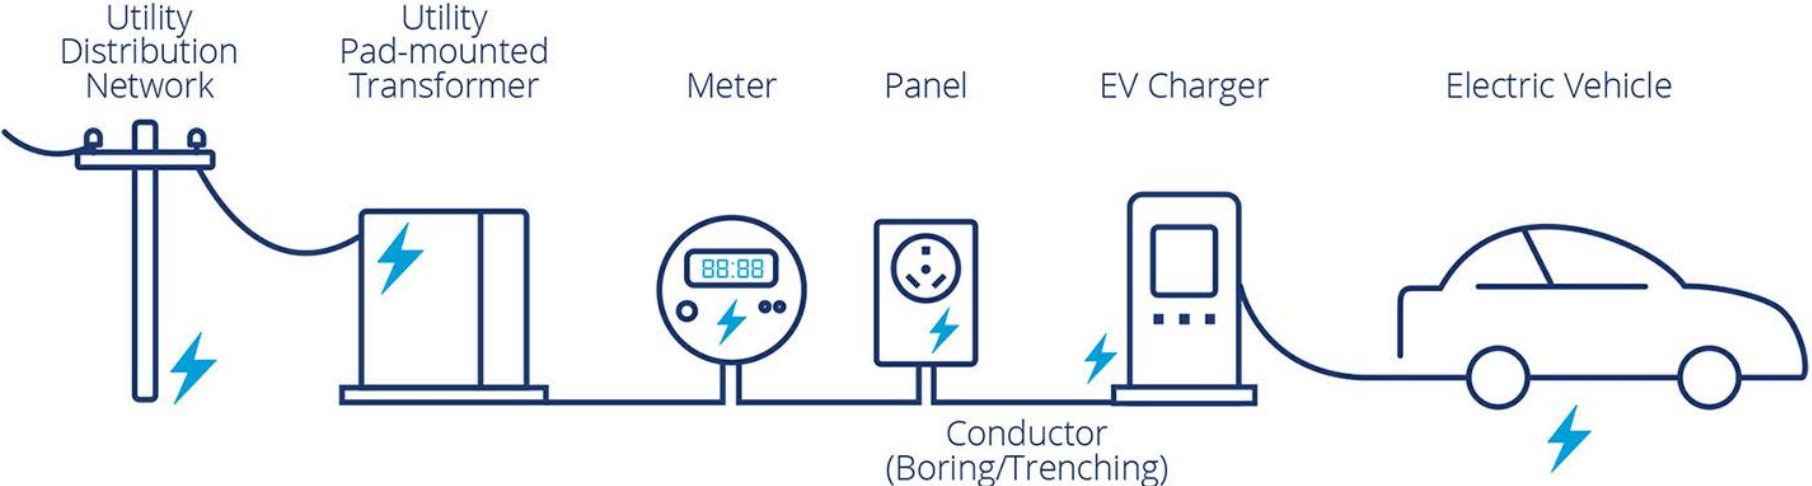 Utility
Distribution
Network
Utility
Pad-mounted
Transformer
Meter
Panel
EV Charger
Electric Vehicle
88:88
Conductor
(Boring/Trenching)